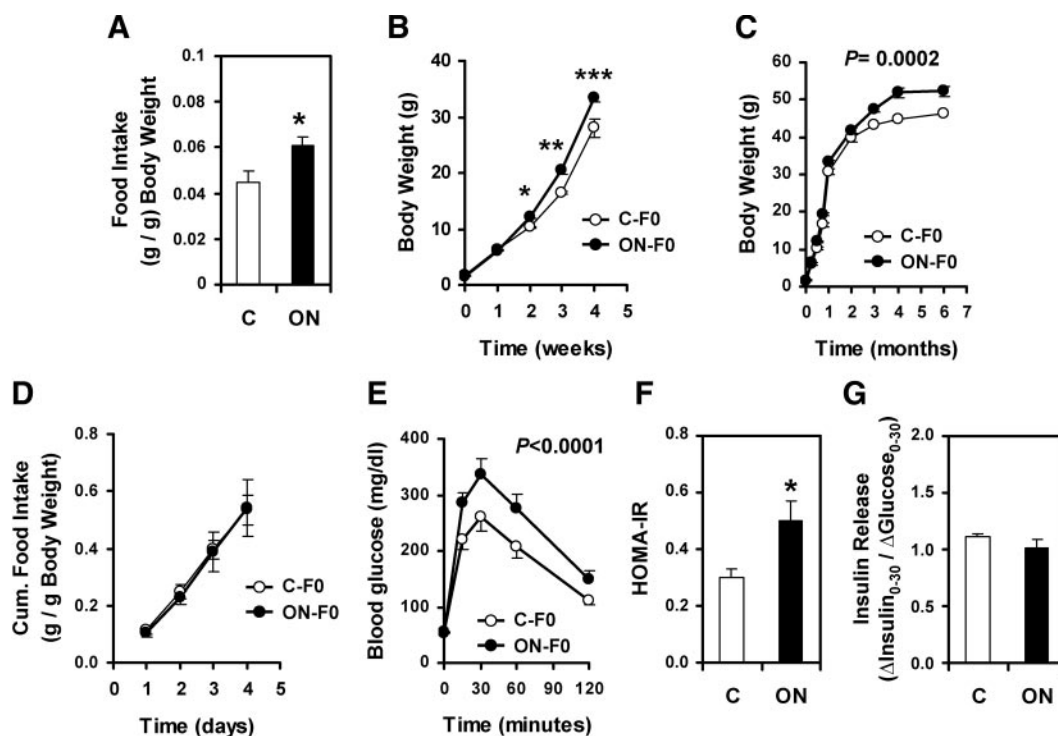 A
Food Intake
(g / g) Body Weight
0.1
0.08
0.06
0.04
0.02
0
*
C ON
B
Body Weight (g)
40
30
20
10
0
* ** ***
C-F0
ON-F0
0 1 2 3 4 5
Time (weeks)
C
Body Weight (g)
60
50
40
30
20
10
0
P= 0.0002
C-F0
ON-F0
0 1 2 3 4 5 6 7
Time (months)
D
Cum. Food Intake
(g / g Body Weight)
0.8
0.6
0.4
0.2
0.0
C-F0
ON-F0
0 1 2 3 4 5
Time (days)
E
Blood glucose (mg/dl)
400
300
200
100
0
P<0.0001
C-F0
ON-F0
0 30 60 90 120
Time (minutes)
F
HOMA-IR
0.8
0.6
0.4
0.2
0.0
*
C ON
G
Insulin Release
(ΔInsulin0-30 / ΔGlucose0-30)
2.0
1.5
1.0
0.5
0.0
C ON